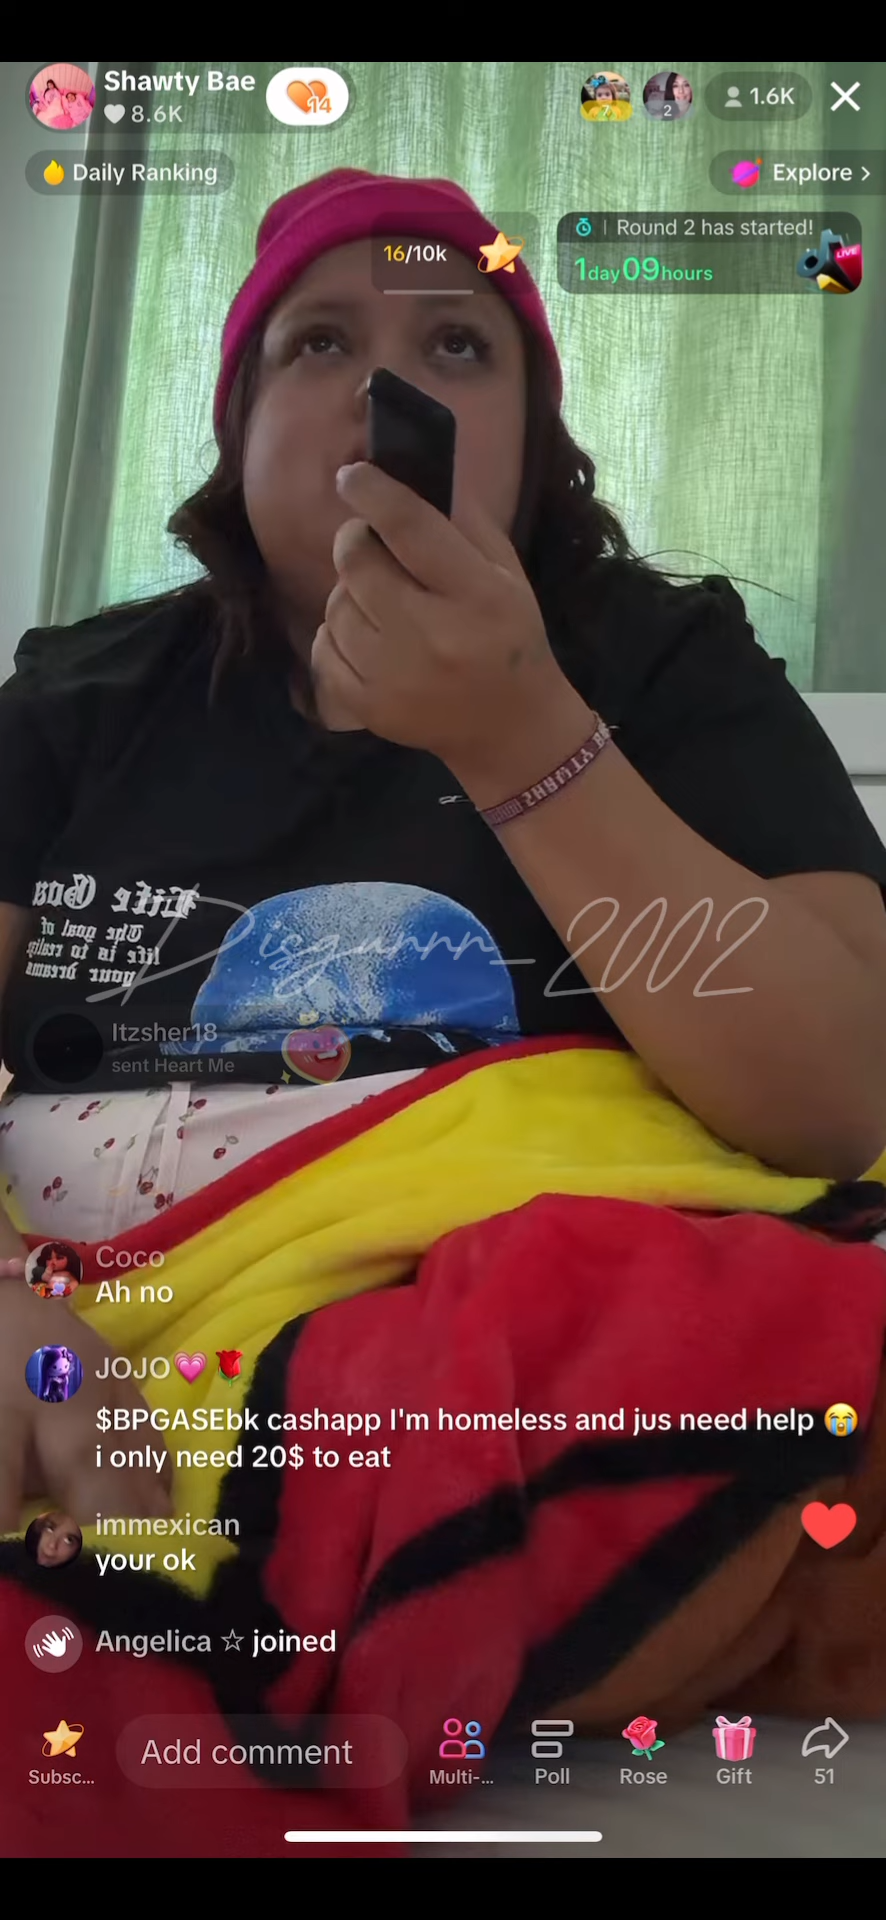 Shawty Bae
8.6K
14
7
2
1.6K
Daily Ranking
Explore >
16/10k
Round 2 has started!
1day09hours
LIVE
Life Goas
The goal of
life is to
your dreams
Disgurrr_2002
Itzsher18
sent Heart Me
Coco
Ah no
JOJO💗🌹
$BPGASEbk cashapp I'm homeless and jus need help 😭
i only need 20$ to eat
immexican
your ok
Angelica ☆ joined
Subsc...
Add comment
Multi-...
Poll
Rose
Gift
51